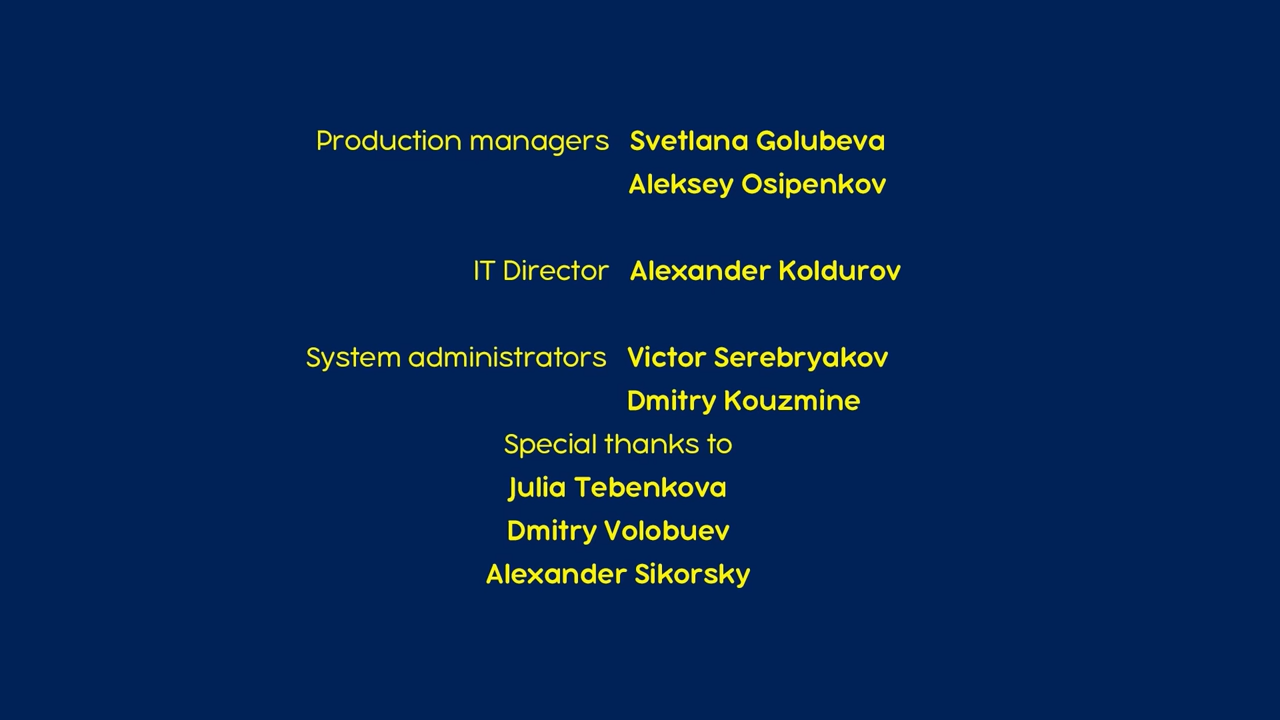 Production managers Svetlana Golubeva
Aleksey Osipenkov
IT Director Alexander Koldurov
System administrators Victor Serebryakov
Dmitry Kouzmine
Special thanks to
Julia Tebenkova
Dmitry Volobuev
Alexander Sikorsky